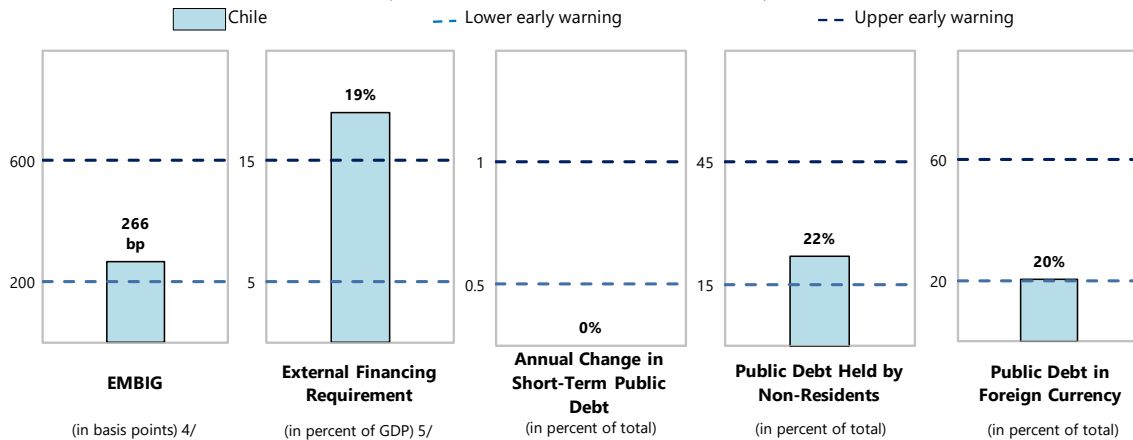 Chile
Lower early warning
Upper early warning
600
200
266
bp
EMBIG
(in basis points) 4/
15
5
19%
External Financing
Requirement
(in percent of GDP) 5/
1
0.5
0%
Annual Change in
Short-Term Public
Debt
(in percent of total)
45
15
22%
Public Debt Held by
Non-Residents
(in percent of total)
60
20
20%
Public Debt in
Foreign Currency
(in percent of total)